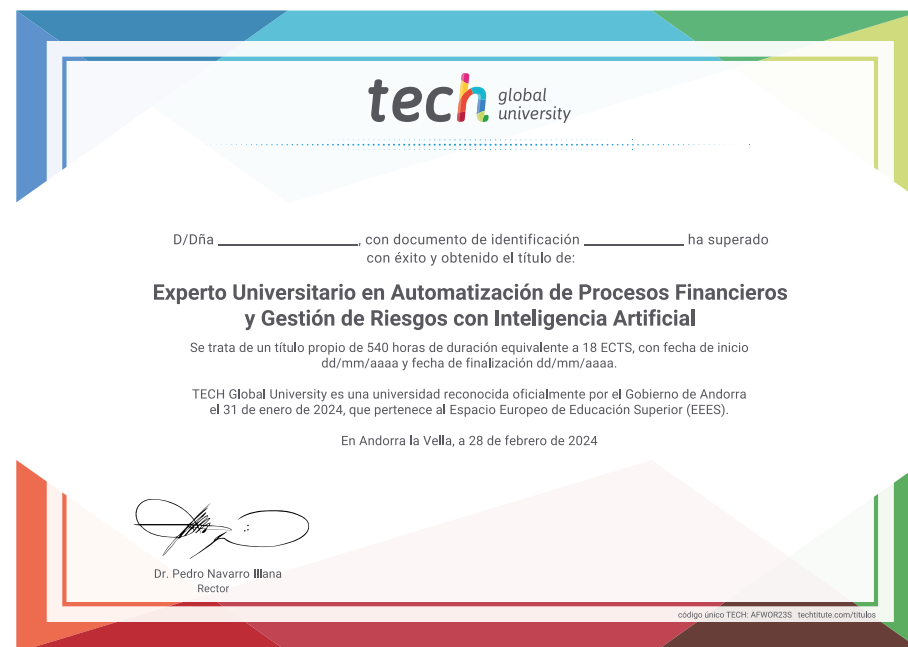 tech global university
D/Dña ______________, con documento de identificación __________ ha superado
con éxito y obtenido el título de:
Experto Universitario en Automatización de Procesos Financieros
y Gestión de Riesgos con Inteligencia Artificial
Se trata de un título propio de 540 horas de duración equivalente a 18 ECTS, con fecha de inicio
dd/mm/aaaa y fecha de finalización dd/mm/aaaa.
TECH Global University es una universidad reconocida oficialmente por el Gobierno de Andorra
el 31 de enero de 2024, que pertenece al Espacio Europeo de Educación Superior (EEES).
En Andorra la Vella, a 28 de febrero de 2024
Dr. Pedro Navarro Illana
Rector
código único TECH: AFWOR23S techtitute.com/titulos